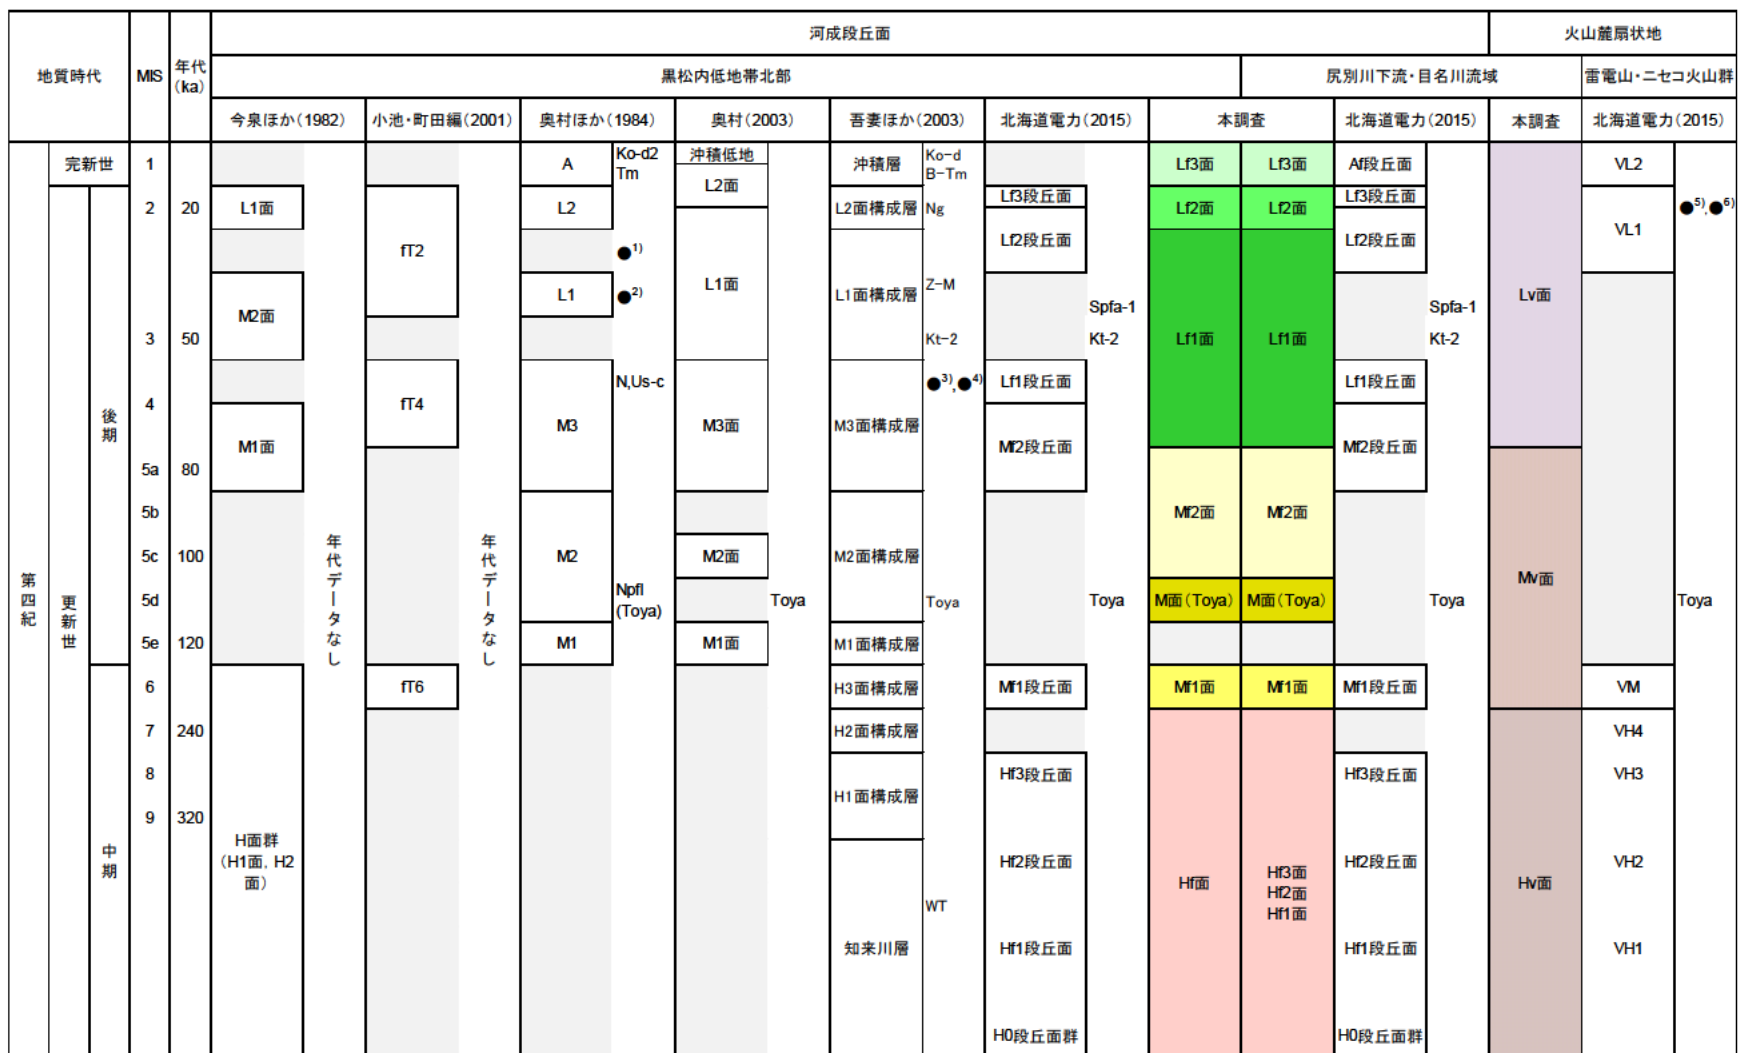 河成段丘面 火山麓扇状地
地質時代 MIS 年代(ka) 黒松内低地帯北部 尻別川下流・目名川流域 雷電山・ニセコ火山群
今泉ほか(1982) 小池・町田編(2001) 奥村ほか(1984) 奥村(2003) 吾妻ほか(2003) 北海道電力(2015) 本調査 北海道電力(2015) 本調査 北海道電力(2015)
第四紀
完新世
更新世
後期
中期
1
2 20
3 50
4
5a 80
5b
5c 100
5d
5e 120
6
7 240
8
9 320
L1面
M2面
M1面
H面群
(H1面, H2
面)
年代データなし
fT2
fT4
fT6
年代データなし
A
L2
L1
M3
M2
M1
Ko-d2
Tm
●1)
●2)
N,Us-c
Npfl
(Toya)
沖積低地
L2面
L1面
M3面
M2面
M1面
Toya
沖積層
L2面構成層
L1面構成層
M3面構成層
M2面構成層
M1面構成層
H3面構成層
H2面構成層
H1面構成層
知来川層
Ko-d
B-Tm
Ng
Z-M
Kt-2
●3),●4)
Toya
WT
Lf3段丘面
Lf2段丘面
Lf1段丘面
Mf2段丘面
Mf1段丘面
Hf3段丘面
Hf2段丘面
Hf1段丘面
H0段丘面群
Spfa-1
Kt-2
Toya
Lf3面
Lf2面
Lf1面
Mf2面
M面(Toya)
Mf1面
Hf面
Lf3面
Lf2面
Lf1面
Mf2面
M面(Toya)
Mf1面
Hf3面
Hf2面
Hf1面
Af段丘面
Lf3段丘面
Lf2段丘面
Lf1段丘面
Mf2段丘面
Mf1段丘面
Hf3段丘面
Hf2段丘面
Hf1段丘面
H0段丘面群
Spfa-1
Kt-2
Toya
Lv面
Mv面
Hv面
VL2
VL1
VM
VH4
VH3
VH2
VH1
●5),●6)
Toya